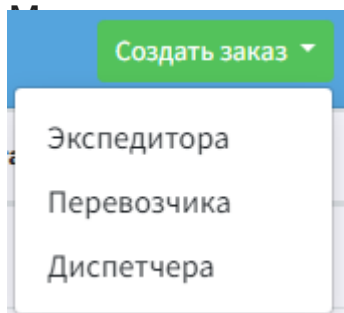 Создать заказ
Экспедитора
Перевозчика
Диспетчера